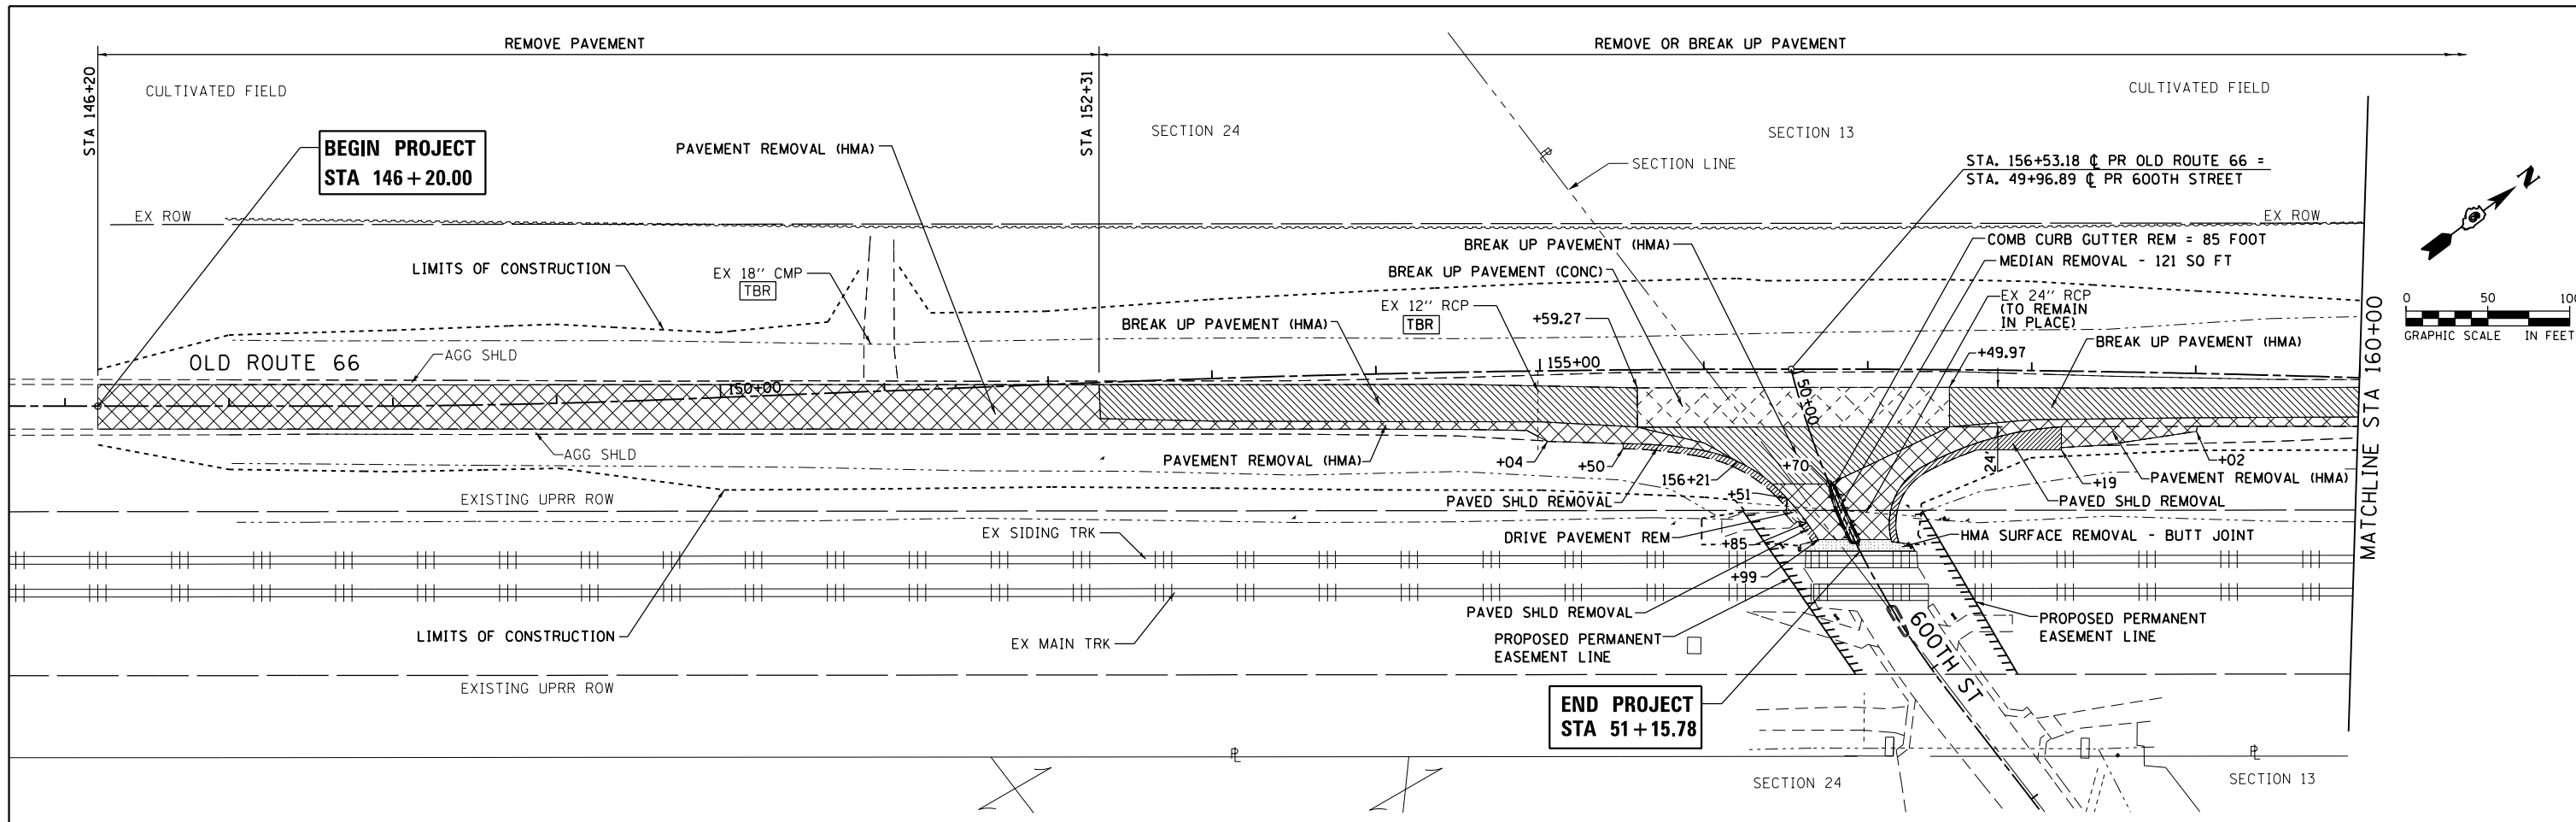 REMOVE PAVEMENT
REMOVE OR BREAK UP PAVEMENT
STA 146+20
STA 152+31
CULTIVATED FIELD
CULTIVATED FIELD
SECTION 24
SECTION 13
BEGIN PROJECT
STA 146+20.00
PAVEMENT REMOVAL (HMA)
SECTION LINE
STA. 156+53.18 ℄ PR OLD ROUTE 66 =
STA. 49+96.89 ℄ PR 600TH STREET
N
EX ROW
EX ROW
LIMITS OF CONSTRUCTION
EX 18'' CMP
TBR
BREAK UP PAVEMENT (HMA)
BREAK UP PAVEMENT (CONC)
COMB CURB GUTTER REM = 85 FOOT
MEDIAN REMOVAL - 121 SQ FT
EX 24'' RCP
(TO REMAIN
IN PLACE)
EX 12'' RCP
TBR
BREAK UP PAVEMENT (HMA)
+59.27
+49.97
BREAK UP PAVEMENT (HMA)
0 50 100
GRAPHIC SCALE IN FEET
OLD ROUTE 66
AGG SHLD
150+00
155+00
50+00
AGG SHLD
PAVEMENT REMOVAL (HMA)
+04
+50
156+21
+70
+51
24'
+19
+02
PAVEMENT REMOVAL (HMA)
PAVED SHLD REMOVAL
PAVED SHLD REMOVAL
MATCHLINE STA 160+00
EXISTING UPRR ROW
EX SIDING TRK
DRIVE PAVEMENT REM
+85
+99
HMA SURFACE REMOVAL - BUTT JOINT
PAVED SHLD REMOVAL
PROPOSED PERMANENT
EASEMENT LINE
PROPOSED PERMANENT
EASEMENT LINE
LIMITS OF CONSTRUCTION
EX MAIN TRK
600TH ST
EXISTING UPRR ROW
END PROJECT
STA 51+15.78
SECTION 24
SECTION 13